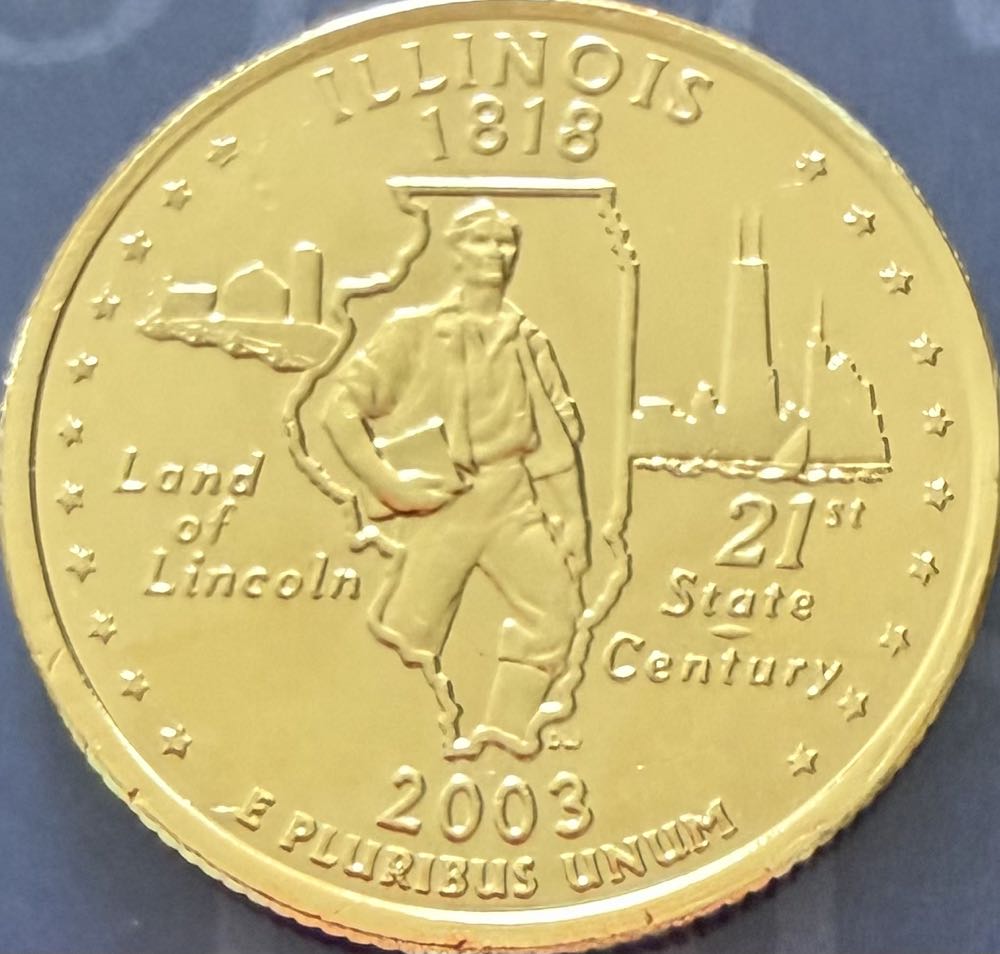 ILLINOIS
1818
Land
of
Lincoln
21st
State
Century
2003
E PLURIBUS UNUM